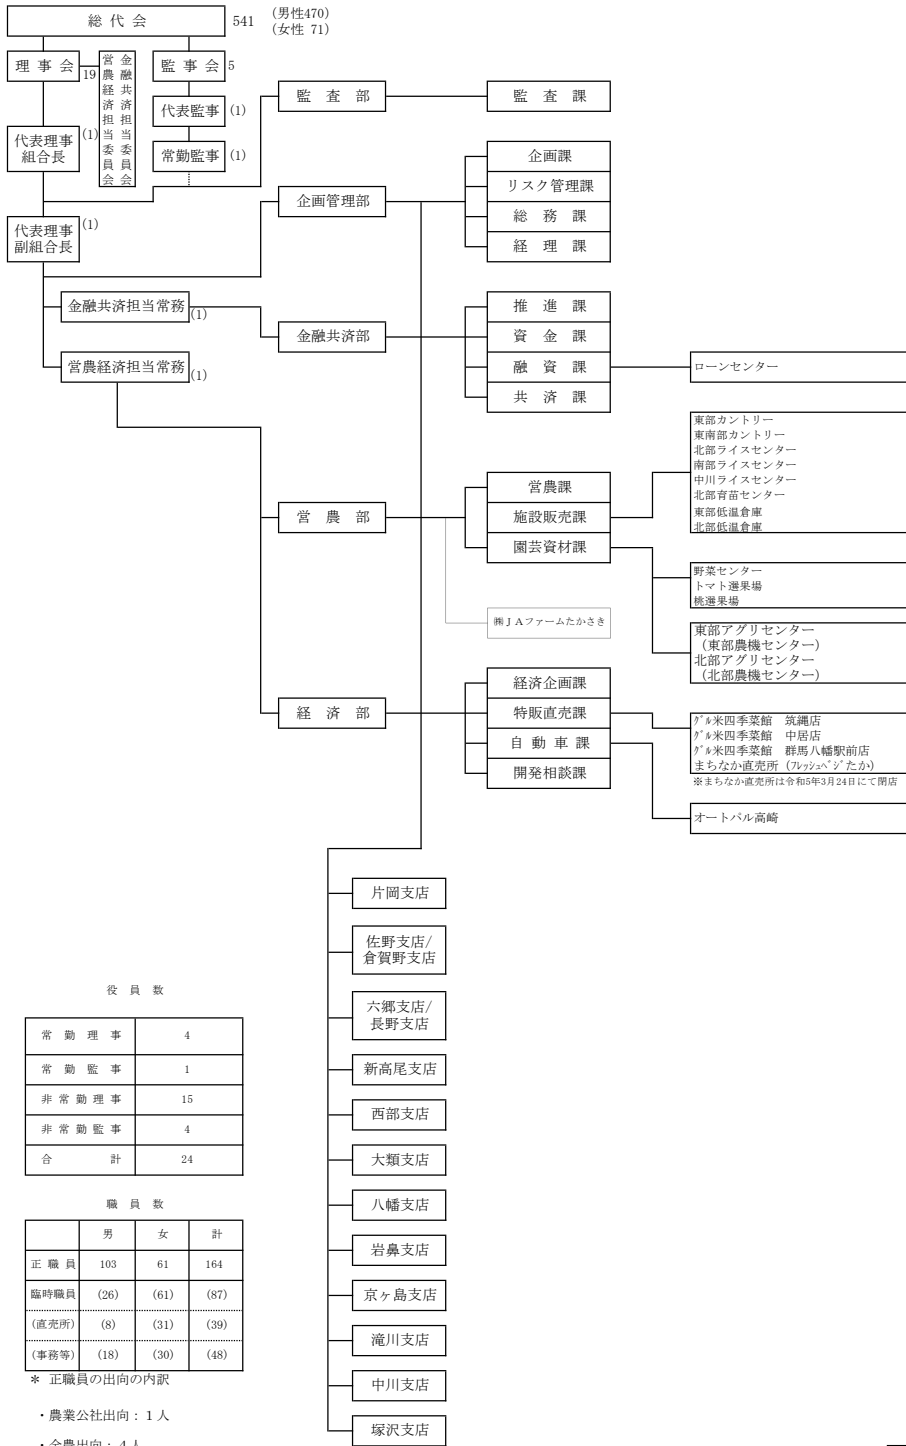 総代会
541
(男性470)
(女性 71)
理事会
19
営農経済担当委員会
金融共済担当委員会
監事会
5
代表監事
(1)
常勤監事
(1)
代表理事
組合長
(1)
代表理事
副組合長
(1)
金融共済担当常務
(1)
営農経済担当常務
(1)
監査部
監査課
企画管理部
企画課
リスク管理課
総務課
経理課
金融共済部
推進課
資金課
融資課
共済課
ローンセンター
営農部
営農課
施設販売課
園芸資材課
東部カントリー
東南部カントリー
北部ライスセンター
南部ライスセンター
中川ライスセンター
北部育苗センター
東部低温倉庫
北部低温倉庫
野菜センター
トマト選果場
桃選果場
東部アグリセンター
(東部農機センター)
北部アグリセンター
(北部農機センター)
㈱JAファームたかさき
経済部
経済企画課
特販直売課
自動車課
開発相談課
グル米四季菜館 筑縄店
グル米四季菜館 中居店
グル米四季菜館 群馬八幡駅前店
まちなか直売所(フレッシュベジたか)
※まちなか直売所は令和5年3月24日にて閉店
オートパル高崎
片岡支店
佐野支店/
倉賀野支店
六郷支店/
長野支店
新高尾支店
西部支店
大類支店
八幡支店
岩鼻支店
京ヶ島支店
滝川支店
中川支店
塚沢支店
役員数
常勤理事 4
常勤監事 1
非常勤理事 15
非常勤監事 4
合計 24
職員数
男 女 計
正職員 103 61 164
臨時職員 (26) (61) (87)
(直売所) (8) (31) (39)
(事務等) (18) (30) (48)
* 正職員の出向の内訳
・農業公社出向:1人
・全農出向:4人